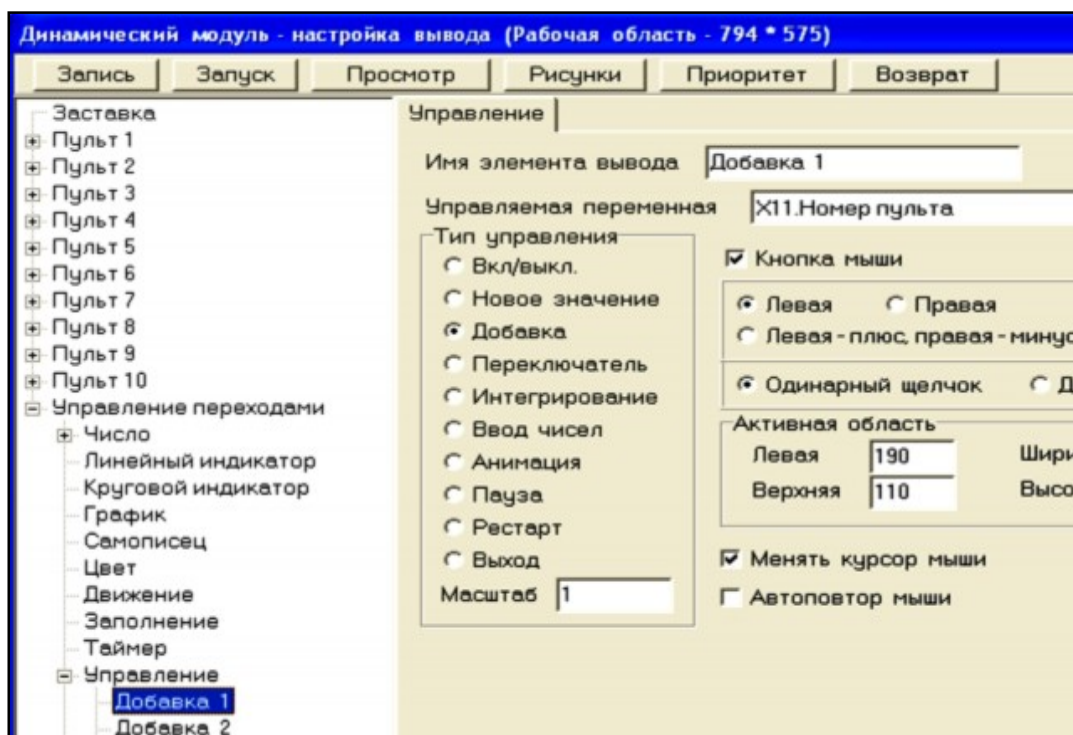 Динамический модуль - настройка вывода (Рабочая область - 794 * 575)
Запись Запуск Просмотр Рисунки Приоритет Возврат
Заставка
Пульт 1
Пульт 2
Пульт 3
Пульт 4
Пульт 5
Пульт 6
Пульт 7
Пульт 8
Пульт 9
Пульт 10
Управление переходами
Число
Линейный индикатор
Круговой индикатор
График
Самописец
Цвет
Движение
Заполнение
Таймер
Управление
Добавка 1
Добавка 2
Управление
Имя элемента вывода Добавка 1
Управляемая переменная X11.Номер пульта
Тип управления
Вкл/выкл.
Новое значение
Добавка
Переключатель
Интегрирование
Ввод чисел
Анимация
Пауза
Рестарт
Выход
Масштаб 1
Кнопка мыши
Левая Правая
Левая - плюс, правая - минус
Одинарный щелчок
Активная область
Левая 190
Верхняя 110
Менять курсор мыши
Автоповтор мыши